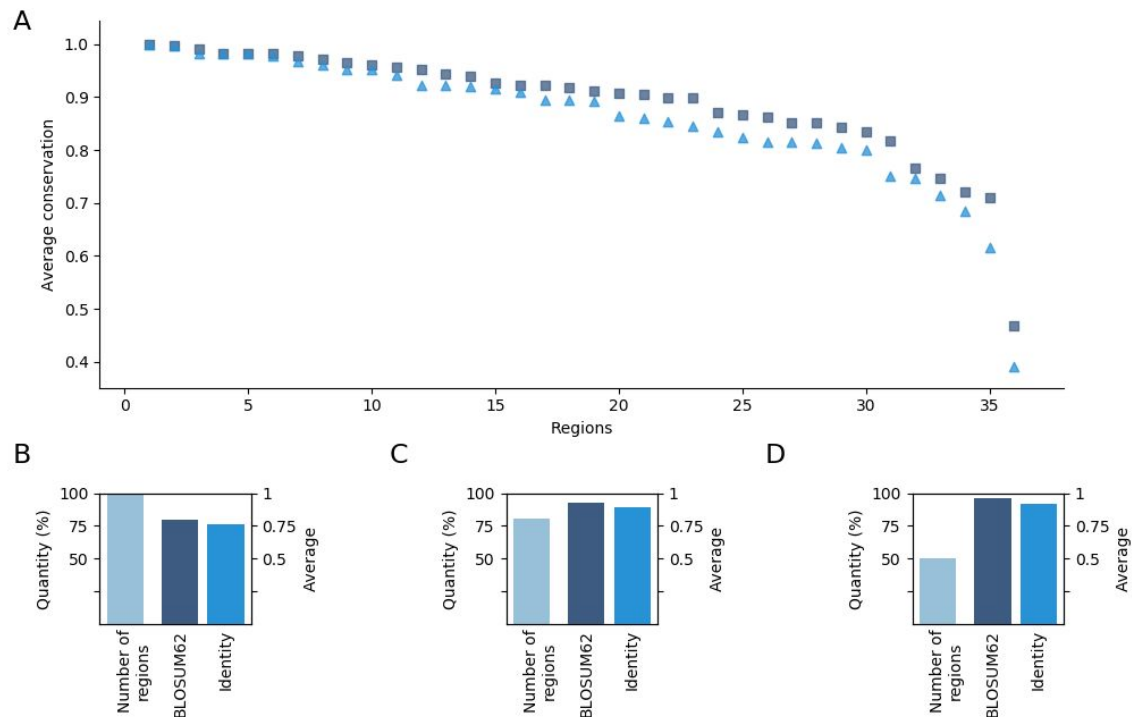 A
Average conservation
1.0
0.9
0.8
0.7
0.6
0.5
0.4
0 5 10 15 20 25 30 35
Regions
B
Quantity (%)
100
75
50
1
0.75
0.5
Average
Number of
regions
BLOSUM62
Identity
C
Quantity (%)
100
75
50
1
0.75
0.5
Average
Number of
regions
BLOSUM62
Identity
D
Quantity (%)
100
75
50
1
0.75
0.5
Average
Number of
regions
BLOSUM62
Identity